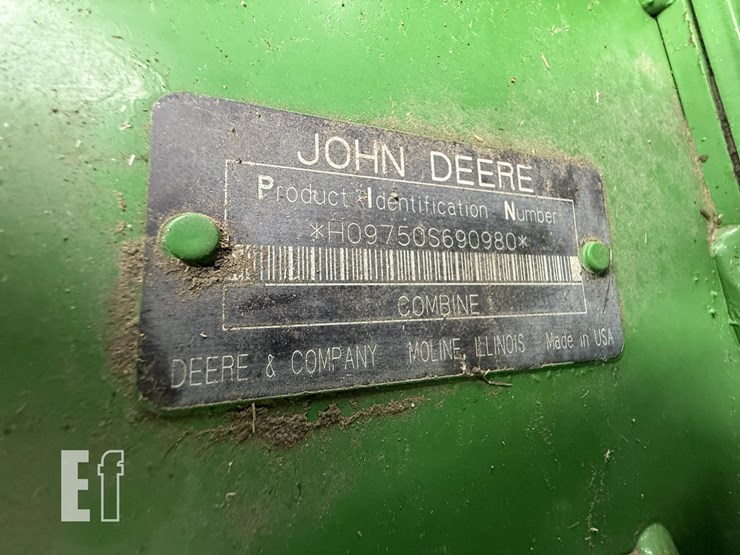 JOHN DEERE
Product Identification Number
*H09750S690980*
COMBINE
DEERE & COMPANY MOLINE, ILLINOIS Made in USA
Ef